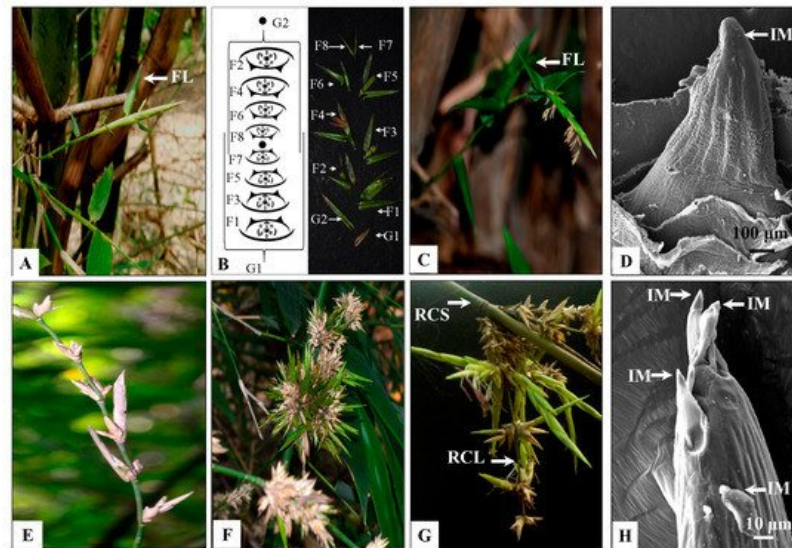 FL
A
G2
F2
F4
F6
F8
F7
F5
F3
F1
G1
B
F8
F7
F6
F5
F4
F3
F2
G2
F1
G1
FL
C
IM
100 µm
D
E
F
RCS
RCL
G
IM
IM
IM
IM
10 µm
H